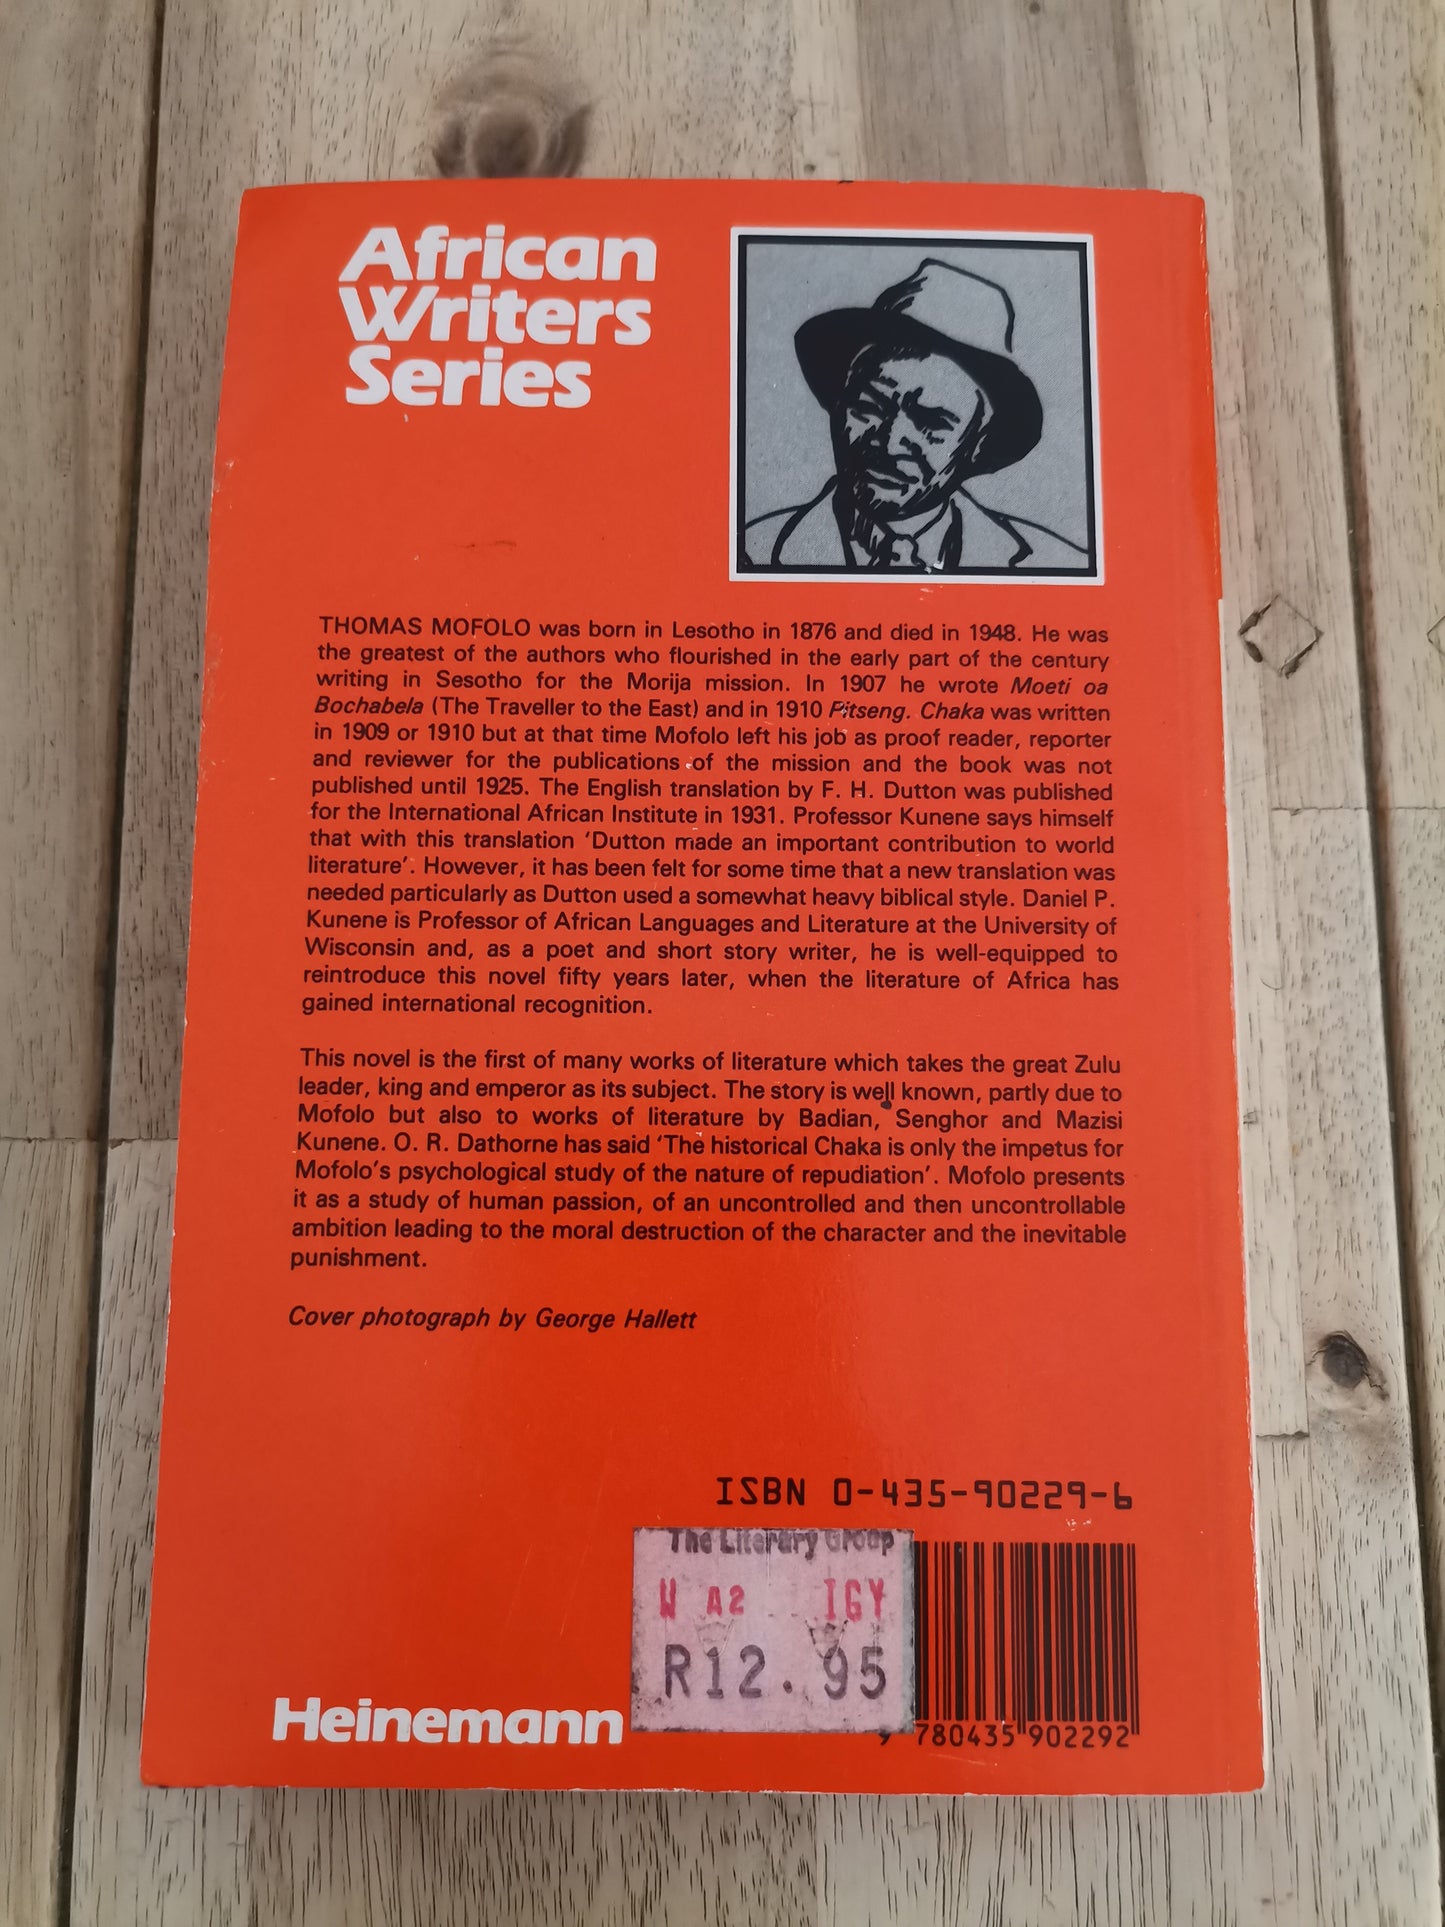 African
Writers
Series
THOMAS MOFOLO was born in Lesotho in 1876 and died in 1948. He was
the greatest of the authors who flourished in the early part of the century
writing in Sesotho for the Morija mission. In 1907 he wrote Moeti oa
Bochabela (The Traveller to the East) and in 1910 Pitseng. Chaka was written
in 1909 or 1910 but at that time Mofolo left his job as proof reader, reporter
and reviewer for the publications of the mission and the book was not
published until 1925. The English translation by F. H. Dutton was published
for the International African Institute in 1931. Professor Kunene says himself
that with this translation 'Dutton made an important contribution to world
literature'. However, it has been felt for some time that a new translation was
needed particularly as Dutton used a somewhat heavy biblical style. Daniel P.
Kunene is Professor of African Languages and Literature at the University of
Wisconsin and, as a poet and short story writer, he is well-equipped to
reintroduce this novel fifty years later, when the literature of Africa has
gained international recognition.
This novel is the first of many works of literature which takes the great Zulu
leader, king and emperor as its subject. The story is well known, partly due to
Mofolo but also to works of literature by Badian, Senghor and Mazisi
Kunene. O. R. Dathorne has said 'The historical Chaka is only the impetus for
Mofolo's psychological study of the nature of repudiation'. Mofolo presents
it as a study of human passion, of an uncontrolled and then uncontrollable
ambition leading to the moral destruction of the character and the inevitable
punishment.
Cover photograph by George Hallett
ISBN 0-435-90229-6
The Literary Group
W A2 IGY
R12.95
Heinemann
9 780435 902292